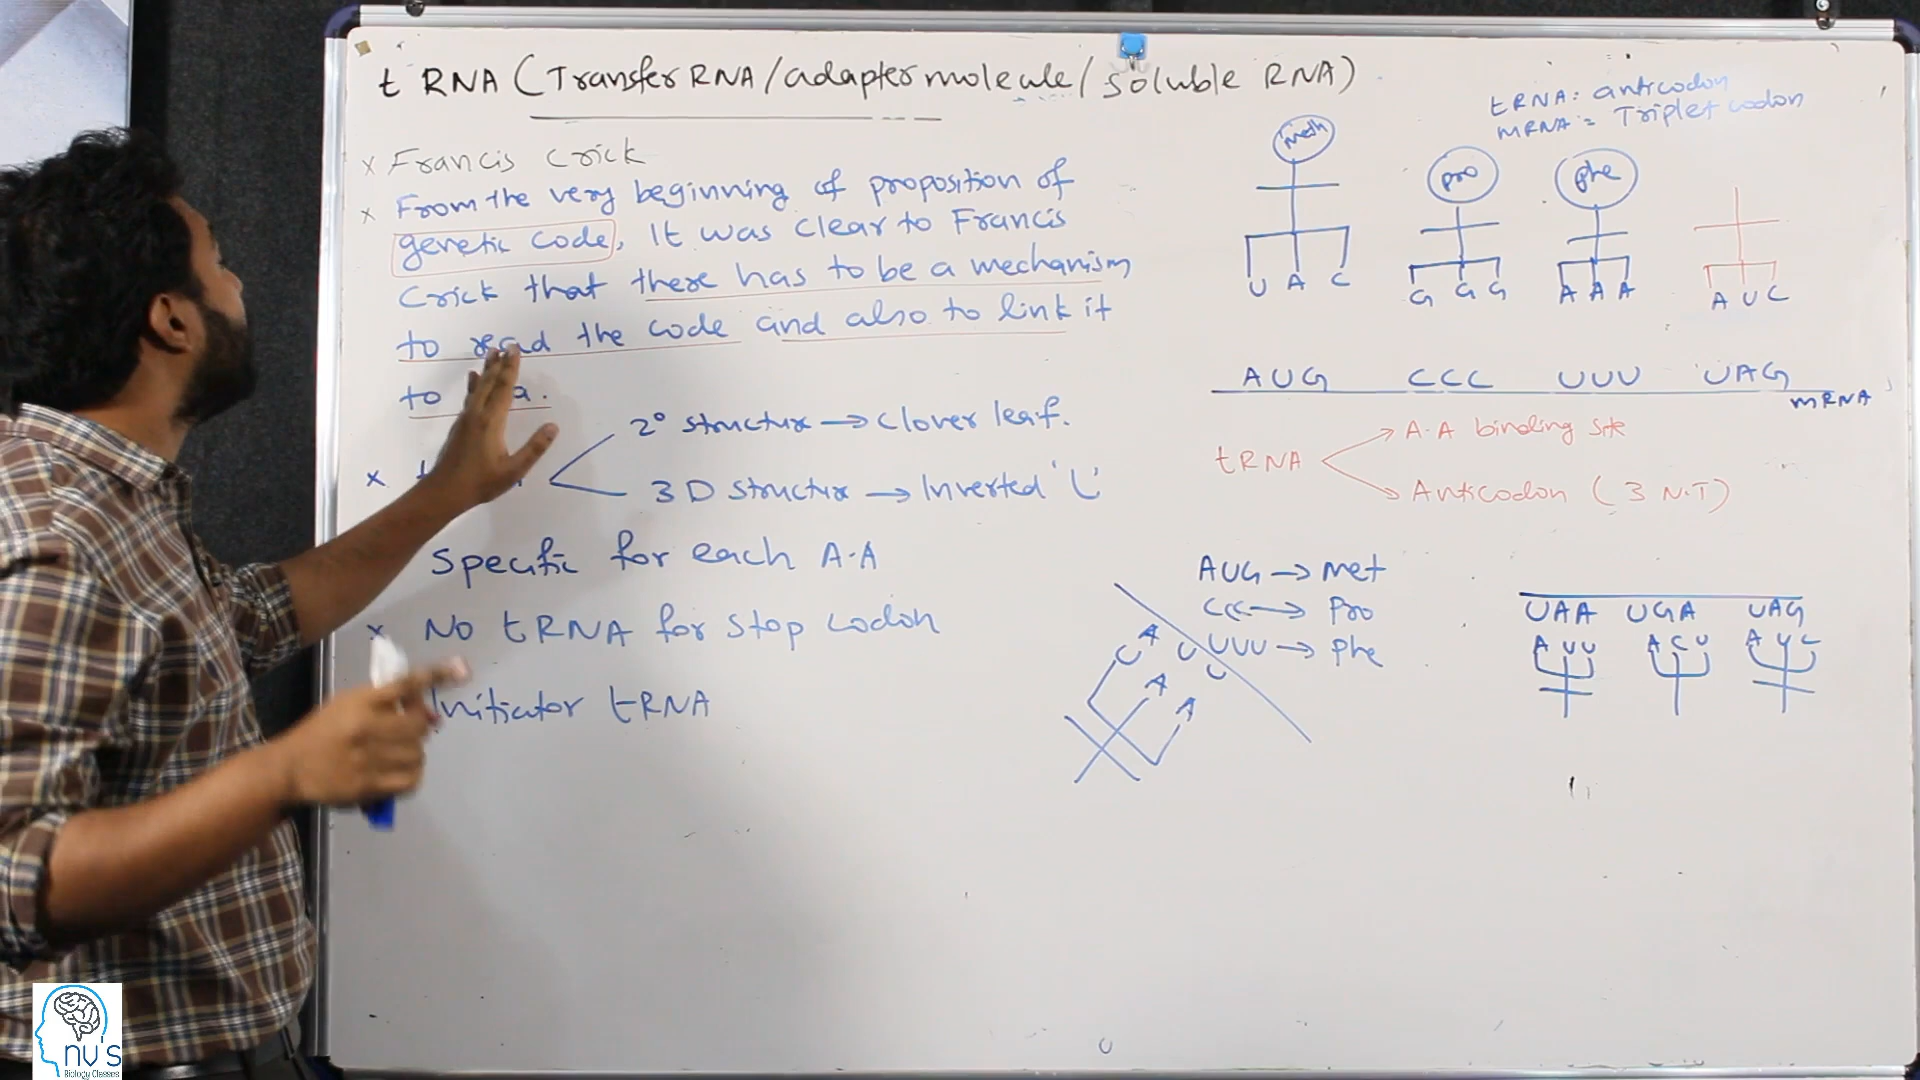 t RNA (Transfer RNA/adapter molecule/soluble RNA)
tRNA: anticodon
mRNA = Triplet codon
x Francis Crick
x From the very beginning of proposition of
genetic code, It was clear to Francis
Crick that there has to be a mechanism
to read the code and also to link it
to
2° structure → Clover leaf.
x
3D structure → Inverted 'L'
Specific for each A.A
x No tRNA for stop codon
Initiator tRNA
meth
pro
phe
U A C
G G G
A A A
A U C
AUG CCC UUU UAG
mRNA
tRNA
→ A.A binding site
→ Anticodon (3 N.T)
AUG → Met
CCC → Pro
UUU → Phe
C A U U
A A
UAA UGA UAG
A U U A C U A U C
nv's
Biology Classes